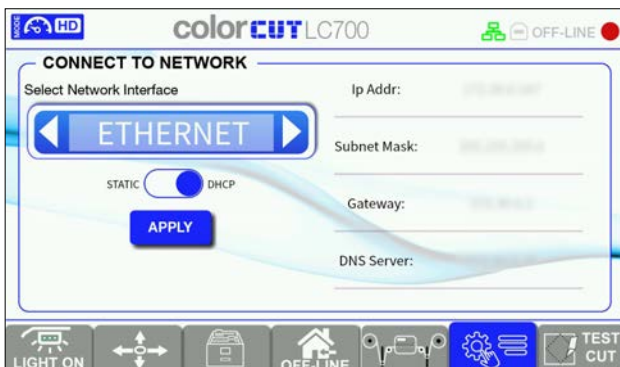 MODE HD colorCUT LC700 OFF-LINE
CONNECT TO NETWORK
Select Network Interface
ETHERNET
STATIC DHCP
APPLY
Ip Addr:
Subnet Mask:
Gateway:
DNS Server:
LIGHT ON
OFF-LINE
TEST
CUT